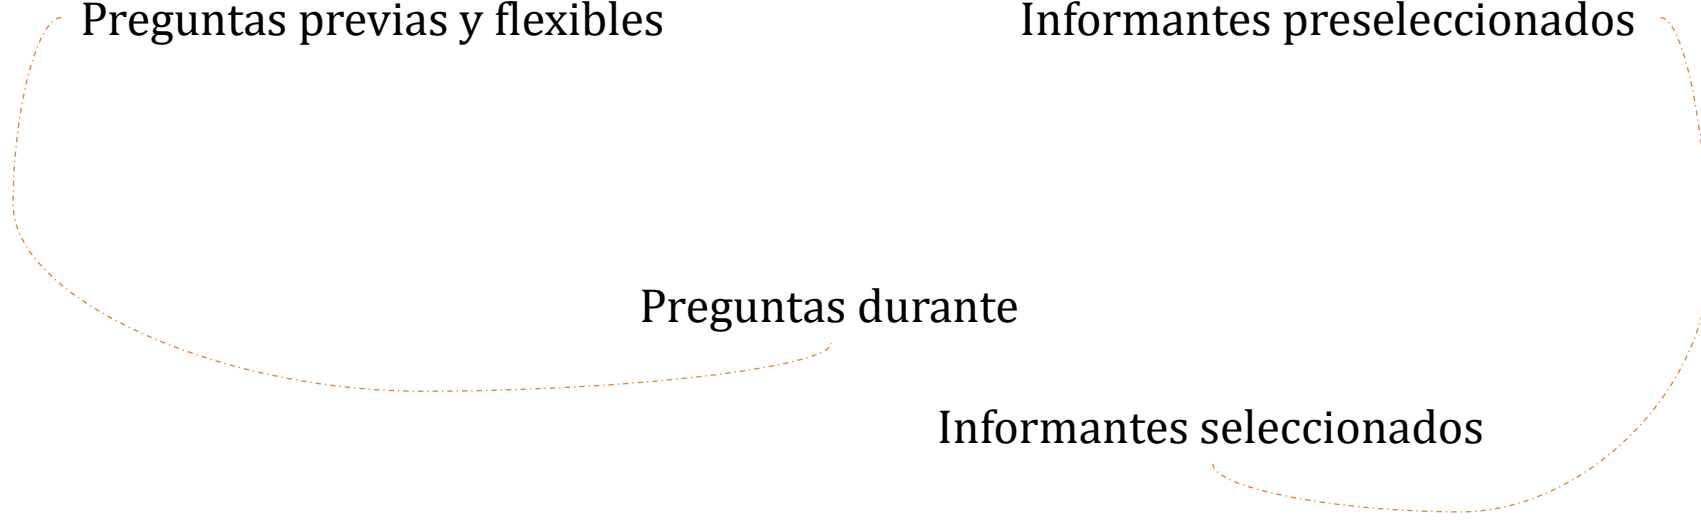 Preguntas previas y flexibles
Informantes preseleccionados
Preguntas durante
Informantes seleccionados